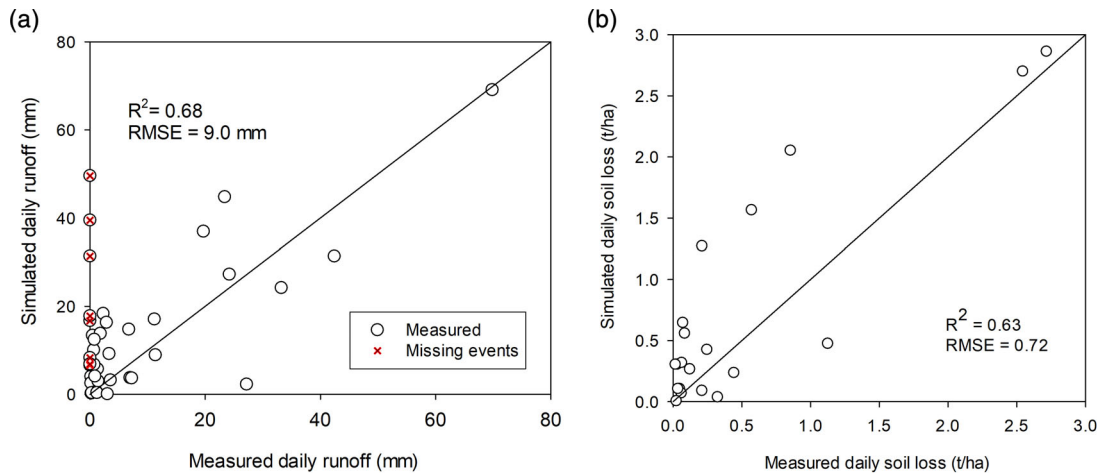 (a)
80
60
40
20
0
Simulated daily runoff (mm)
R2= 0.68
RMSE = 9.0 mm
Measured
Missing events
0 20 40 60 80
Measured daily runoff (mm)
(b)
3.0
2.5
2.0
1.5
1.0
0.5
0.0
Simulated daily soil loss (t/ha)
R2 = 0.63
RMSE = 0.72
0.0 0.5 1.0 1.5 2.0 2.5 3.0
Measured daily soil loss (t/ha)